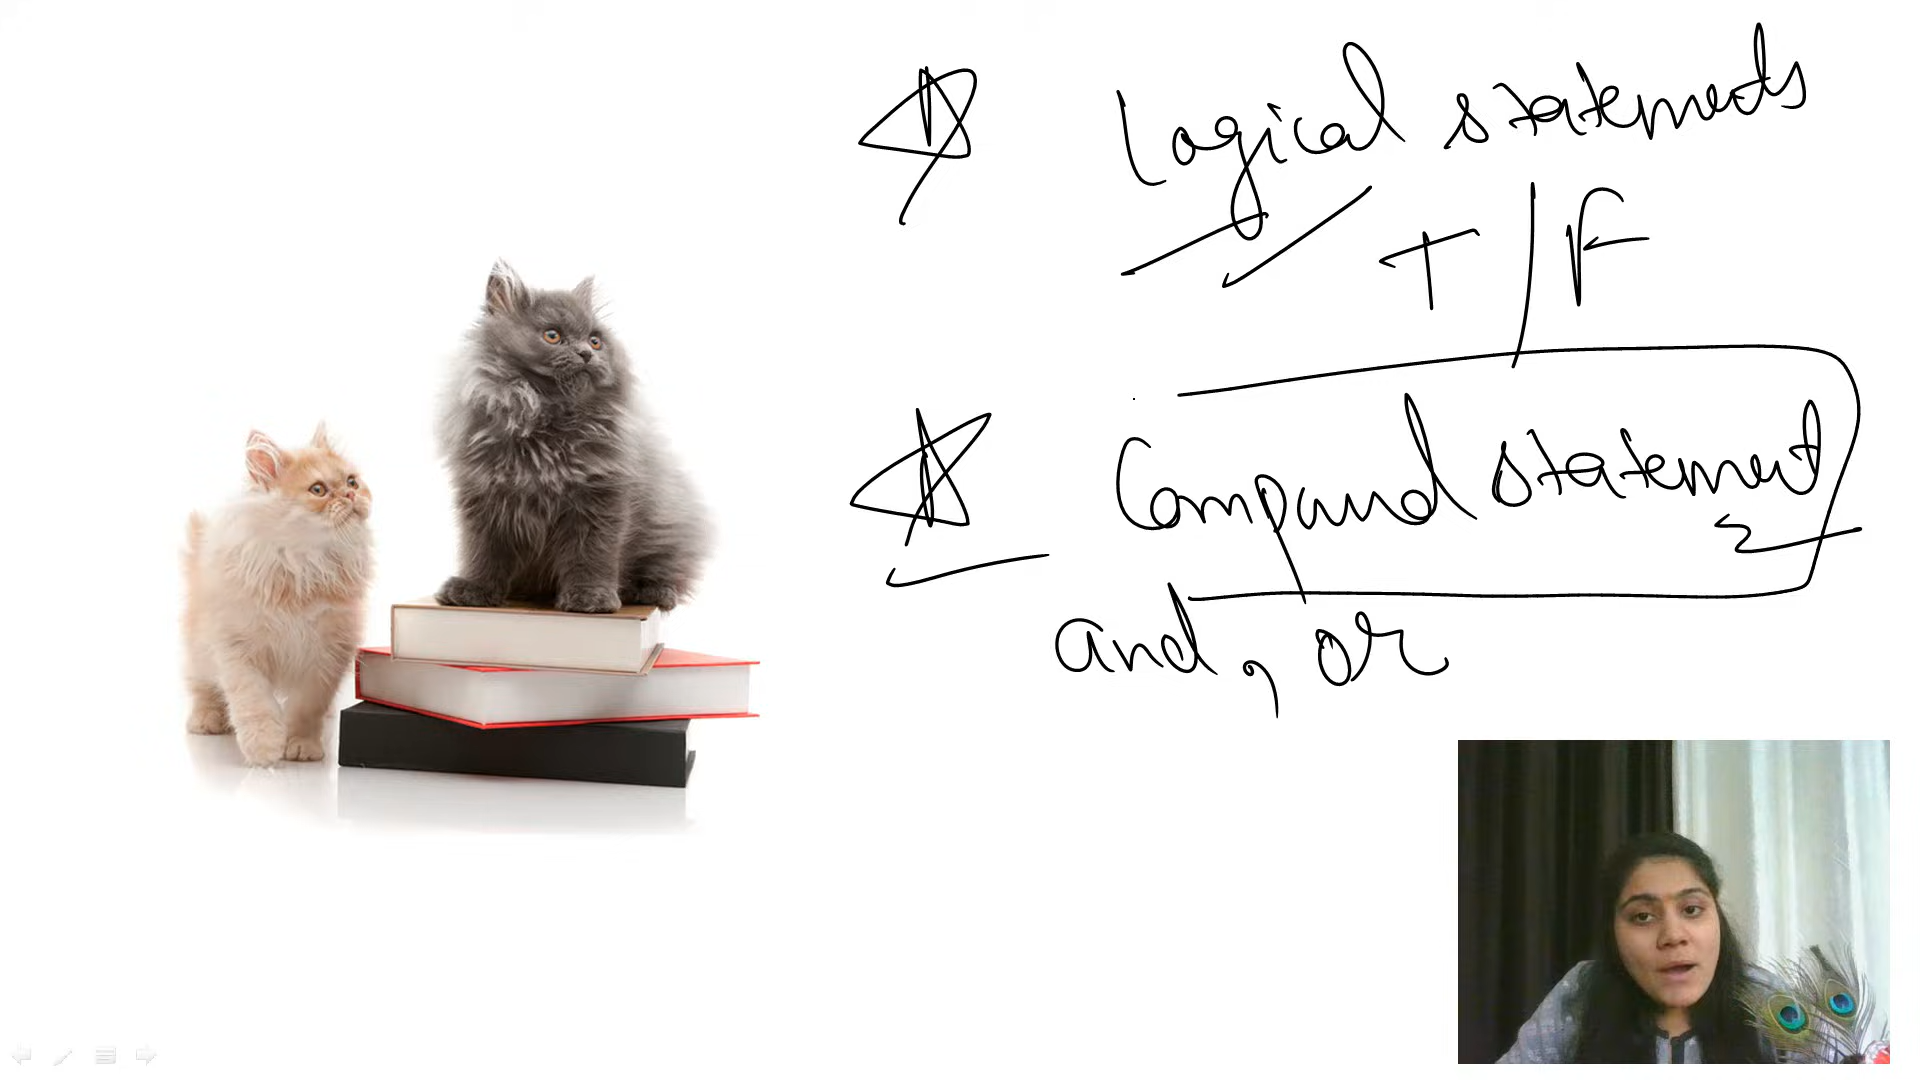 Logical statements
T/F
Compound statement
and, or